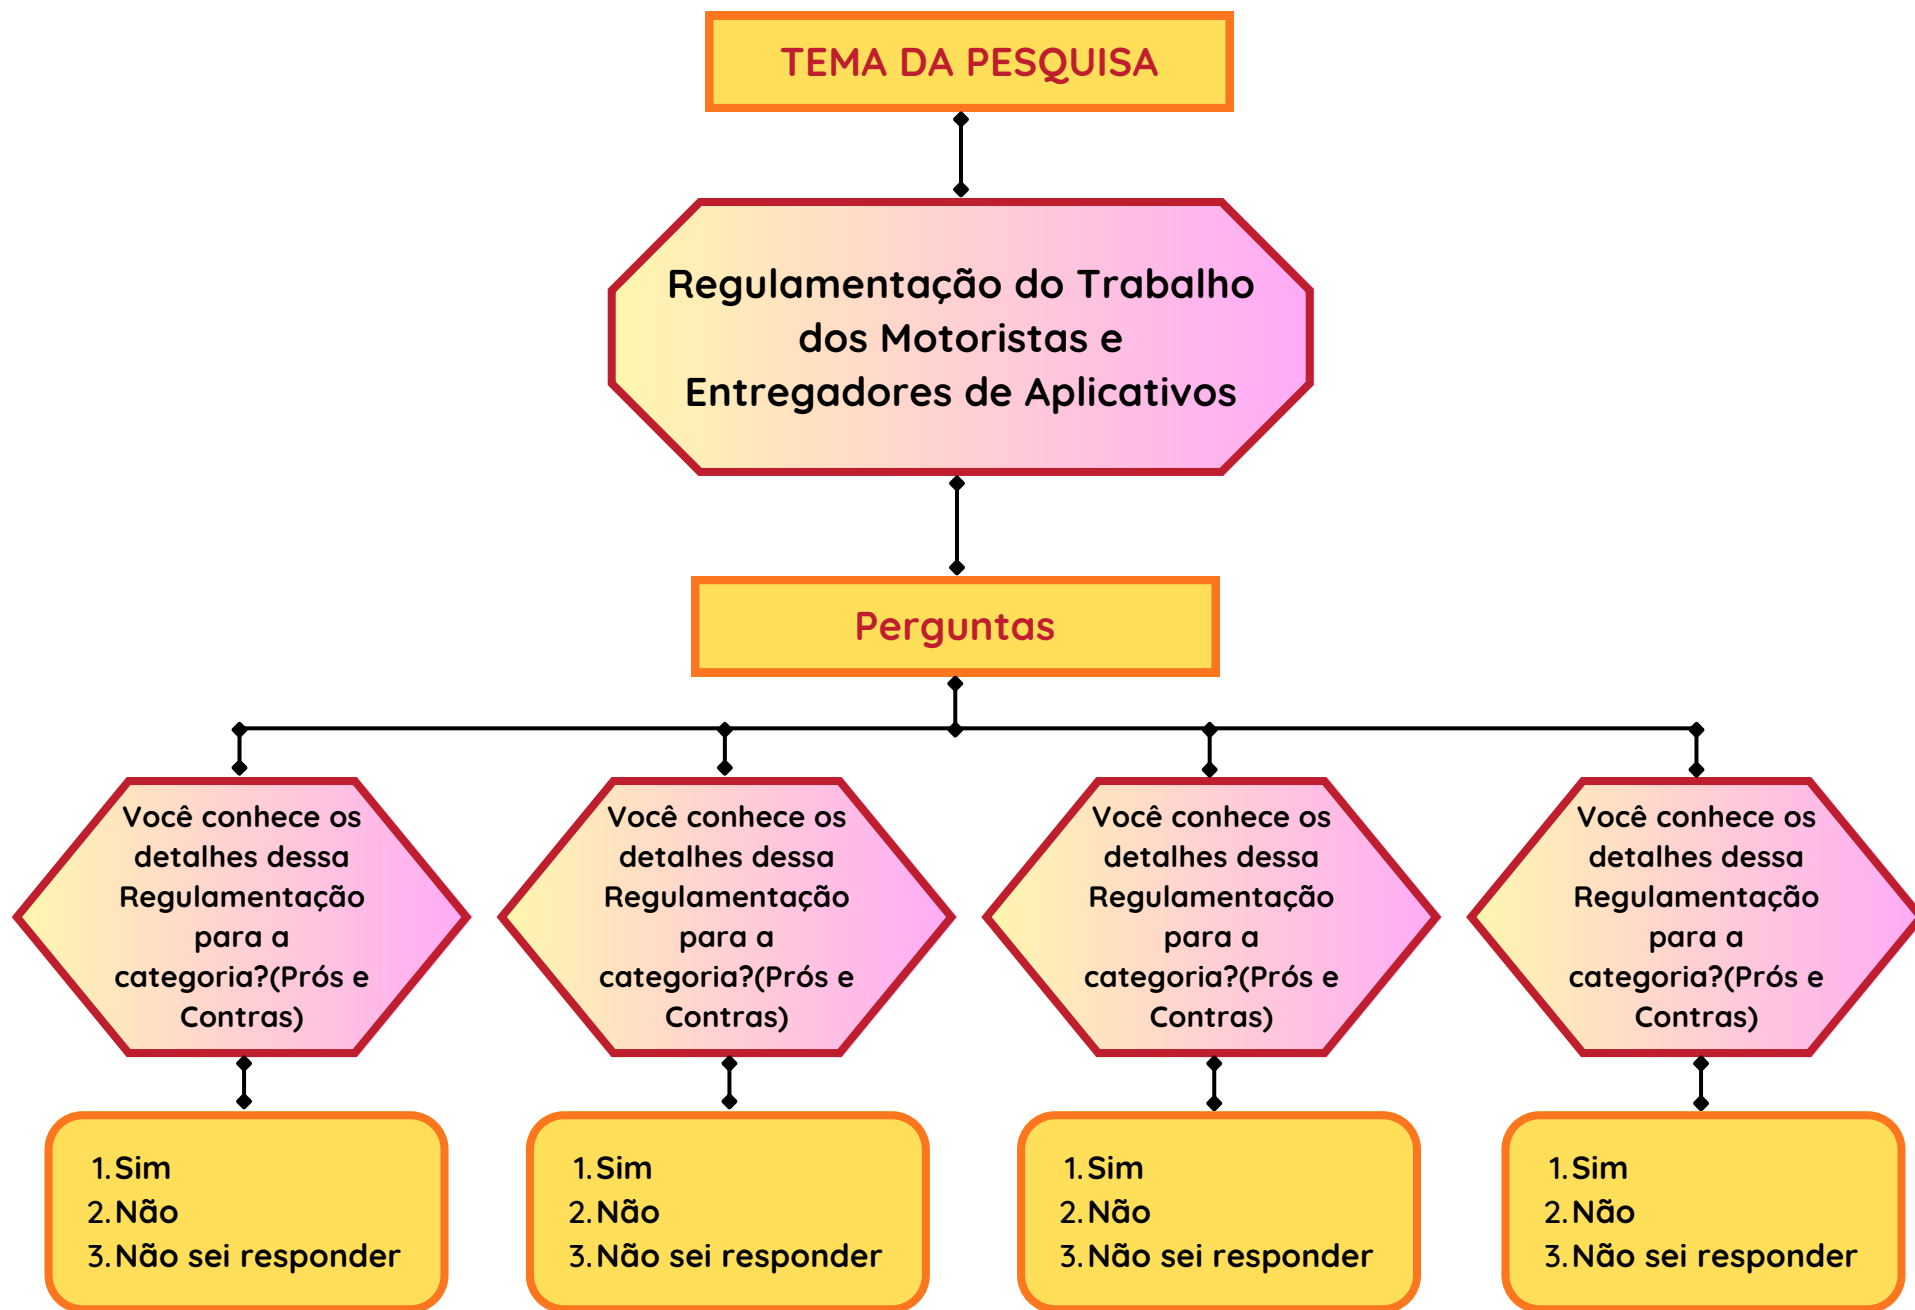 TEMA DA PESQUISA
Regulamentação do Trabalho
dos Motoristas e
Entregadores de Aplicativos
Perguntas
Você conhece os
detalhes dessa
Regulamentação
para a
categoria?(Prós e
Contras)
Você conhece os
detalhes dessa
Regulamentação
para a
categoria?(Prós e
Contras)
Você conhece os
detalhes dessa
Regulamentação
para a
categoria?(Prós e
Contras)
Você conhece os
detalhes dessa
Regulamentação
para a
categoria?(Prós e
Contras)
1. Sim
2. Não
3. Não sei responder
1. Sim
2. Não
3. Não sei responder
1. Sim
2. Não
3. Não sei responder
1. Sim
2. Não
3. Não sei responder